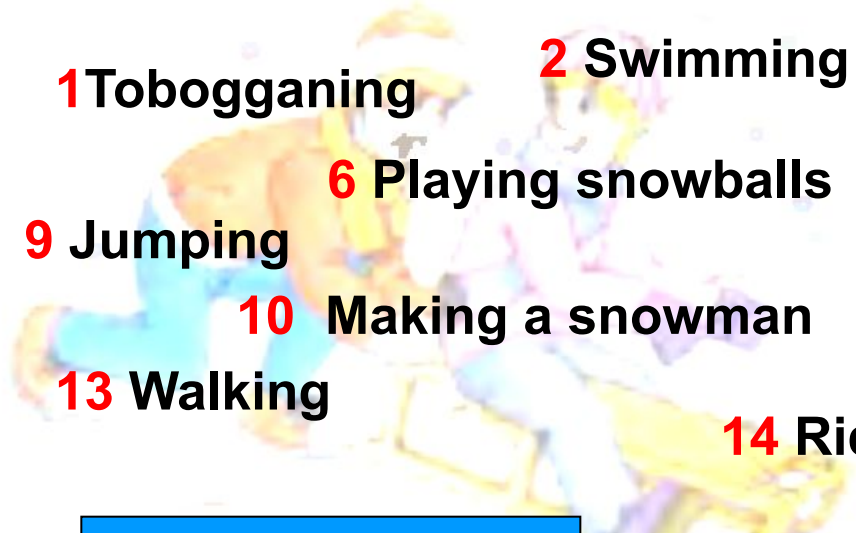 1Tobogganing
2 Swimming
6 Playing snowballs
9 Jumping
10 Making a snowman
13 Walking
14